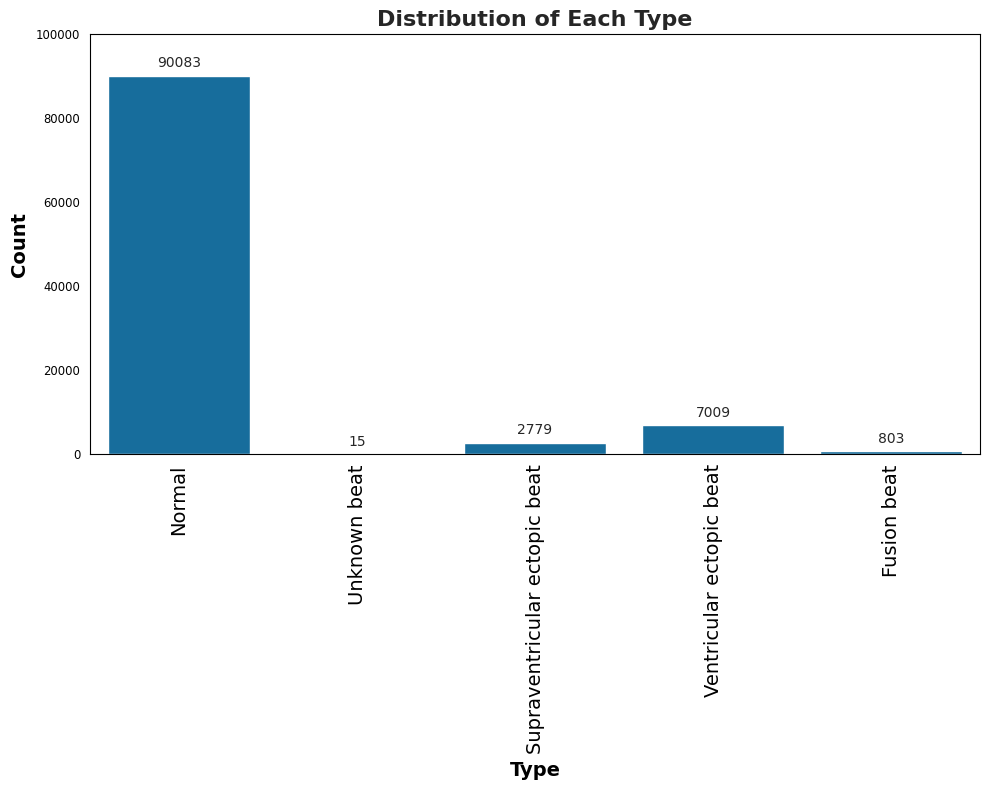 Distribution of Each Type
Count
100000
80000
60000
40000
20000
0
90083
15
2779
7009
803
Normal
Unknown beat
Supraventricular ectopic beat
Ventricular ectopic beat
Fusion beat
Type